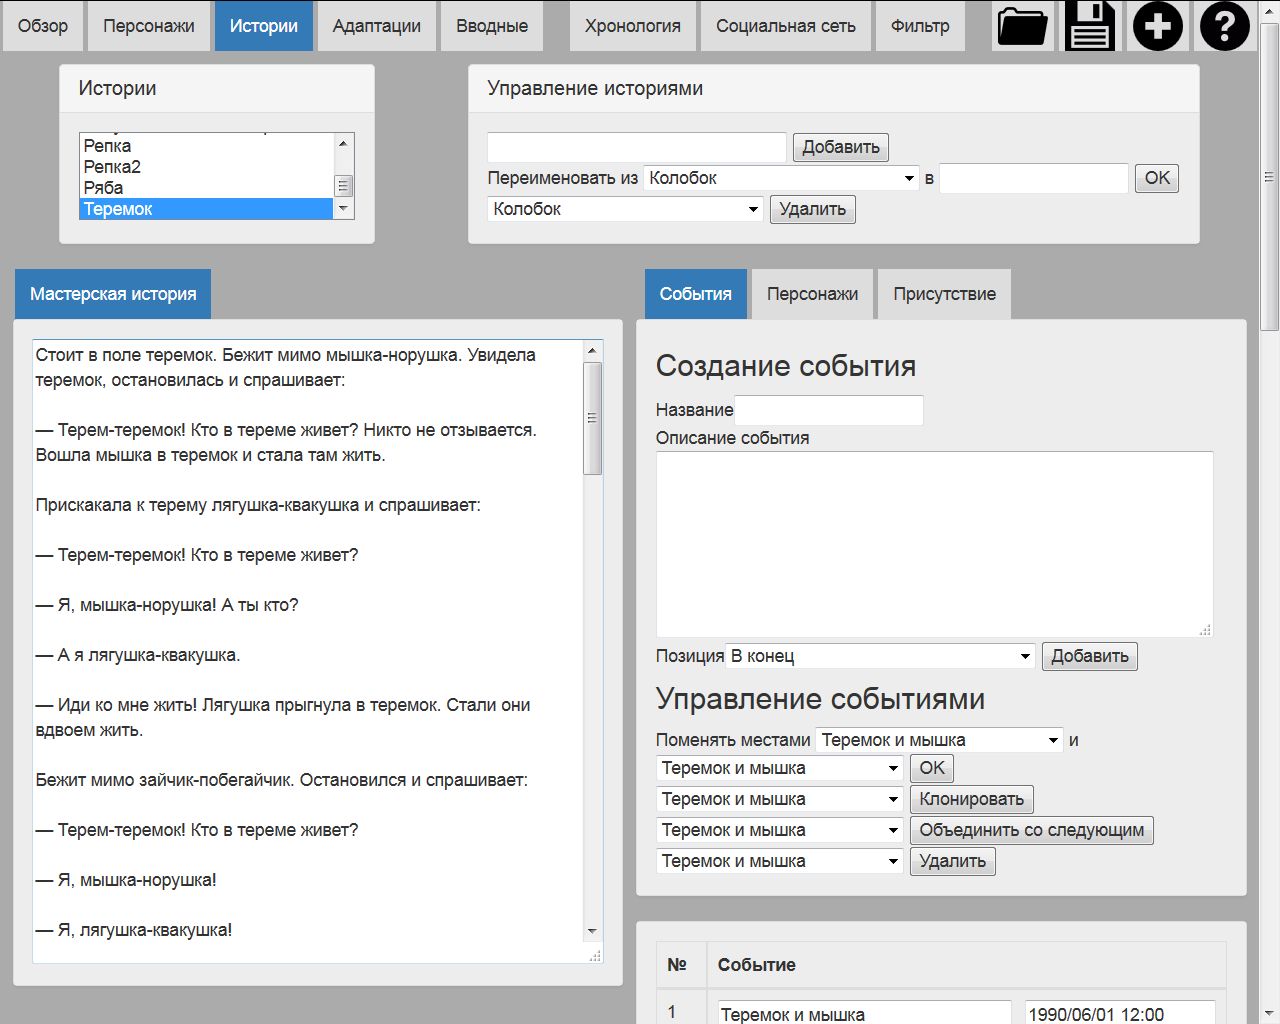 Обзор Персонажи Истории Адаптации Вводные Хронология Социальная сеть Фильтр
Истории
Репка
Репка2
Ряба
Теремок
Управление историями
Добавить
Переименовать из Колобок в OK
Колобок Удалить
Мастерская история
Стоит в поле теремок. Бежит мимо мышка-норушка. Увидела
теремок, остановилась и спрашивает:
— Терем-теремок! Кто в тереме живет? Никто не отзывается.
Вошла мышка в теремок и стала там жить.
Прискакала к терему лягушка-квакушка и спрашивает:
— Терем-теремок! Кто в тереме живет?
— Я, мышка-норушка! А ты кто?
— А я лягушка-квакушка.
— Иди ко мне жить! Лягушка прыгнула в теремок. Стали они
вдвоем жить.
Бежит мимо зайчик-побегайчик. Остановился и спрашивает:
— Терем-теремок! Кто в тереме живет?
— Я, мышка-норушка!
— Я, лягушка-квакушка!
События Персонажи Присутствие
Создание события
Название
Описание события
Позиция В конец Добавить
Управление событиями
Поменять местами Теремок и мышка и
Теремок и мышка OK
Теремок и мышка Клонировать
Теремок и мышка Объединить со следующим
Теремок и мышка Удалить
№ Событие
1 Теремок и мышка 1990/06/01 12:00